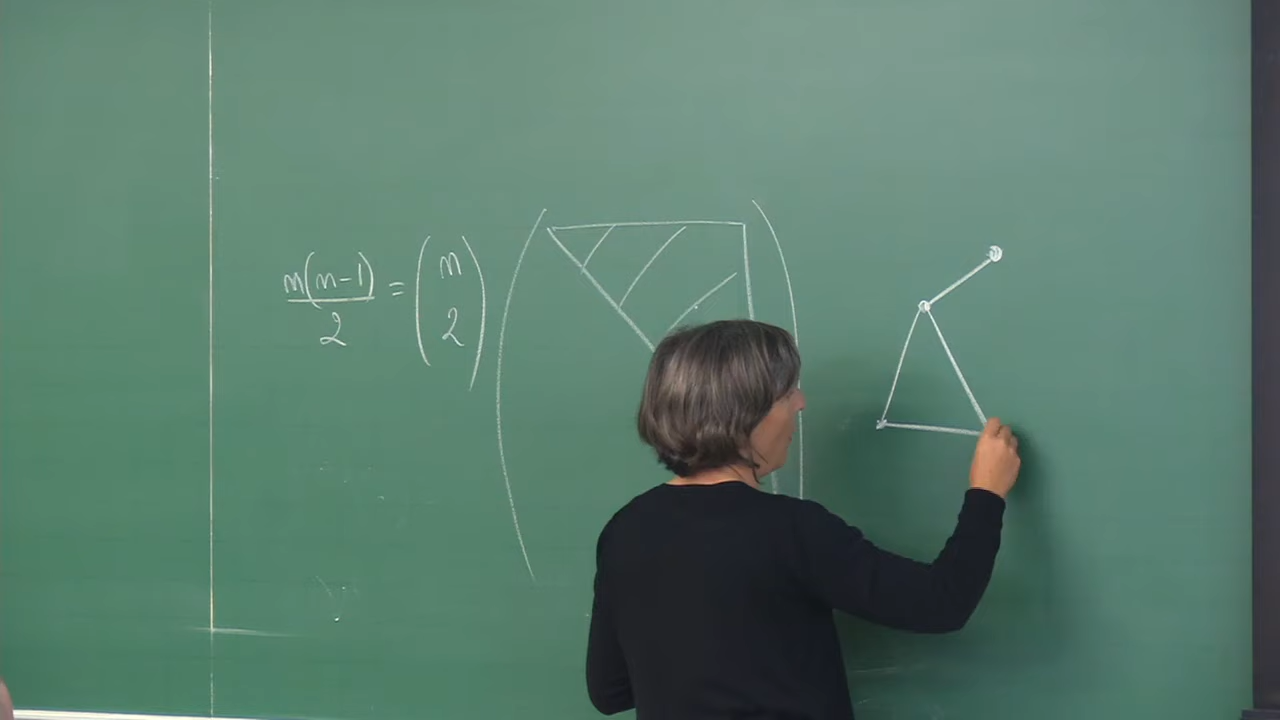 n(n-1)/2 = (n 2)